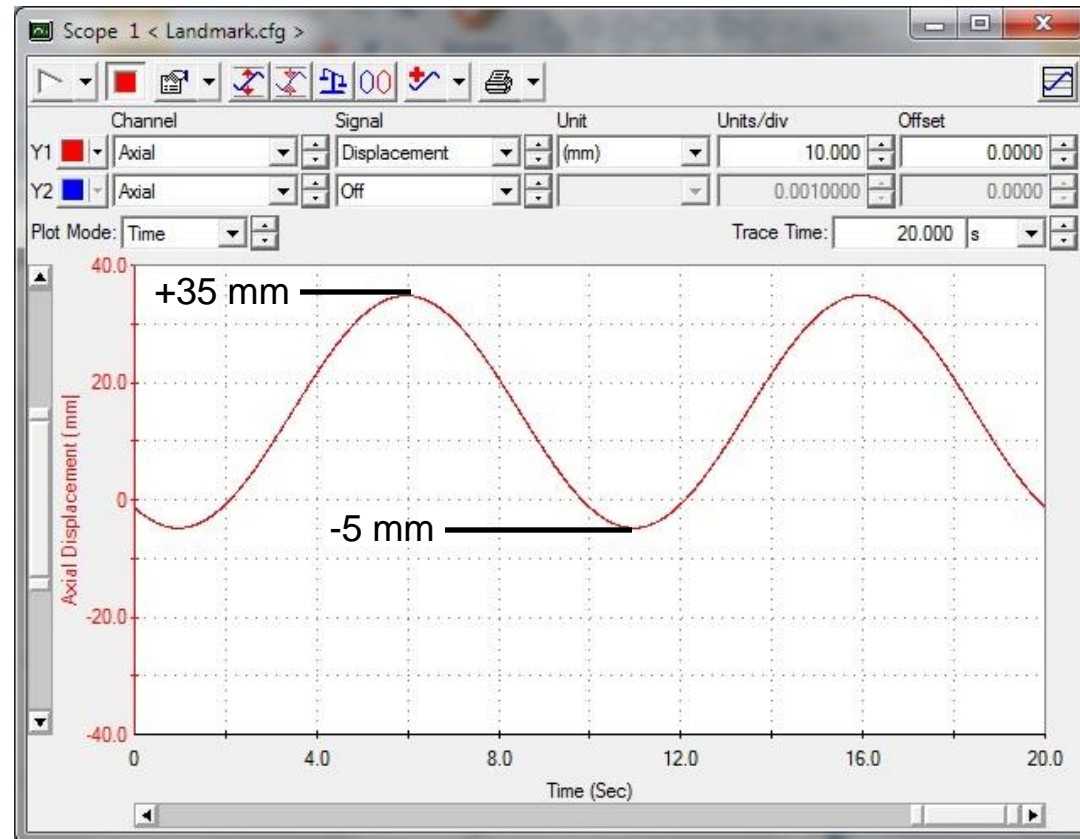 Scope 1 < Landmark.cfg >
Channel Signal Unit Units/div Offset
Y1 Axial Displacement (mm) 10.000 0.0000
Y2 Axial Off 0.0010000 0.0000
Plot Mode: Time Trace Time: 20.000 s
40.0
+35 mm
20.0
Axial Displacement (mm)
0
-5 mm
-20.0
-40.0
0 4.0 8.0 12.0 16.0 20.0
Time (Sec)